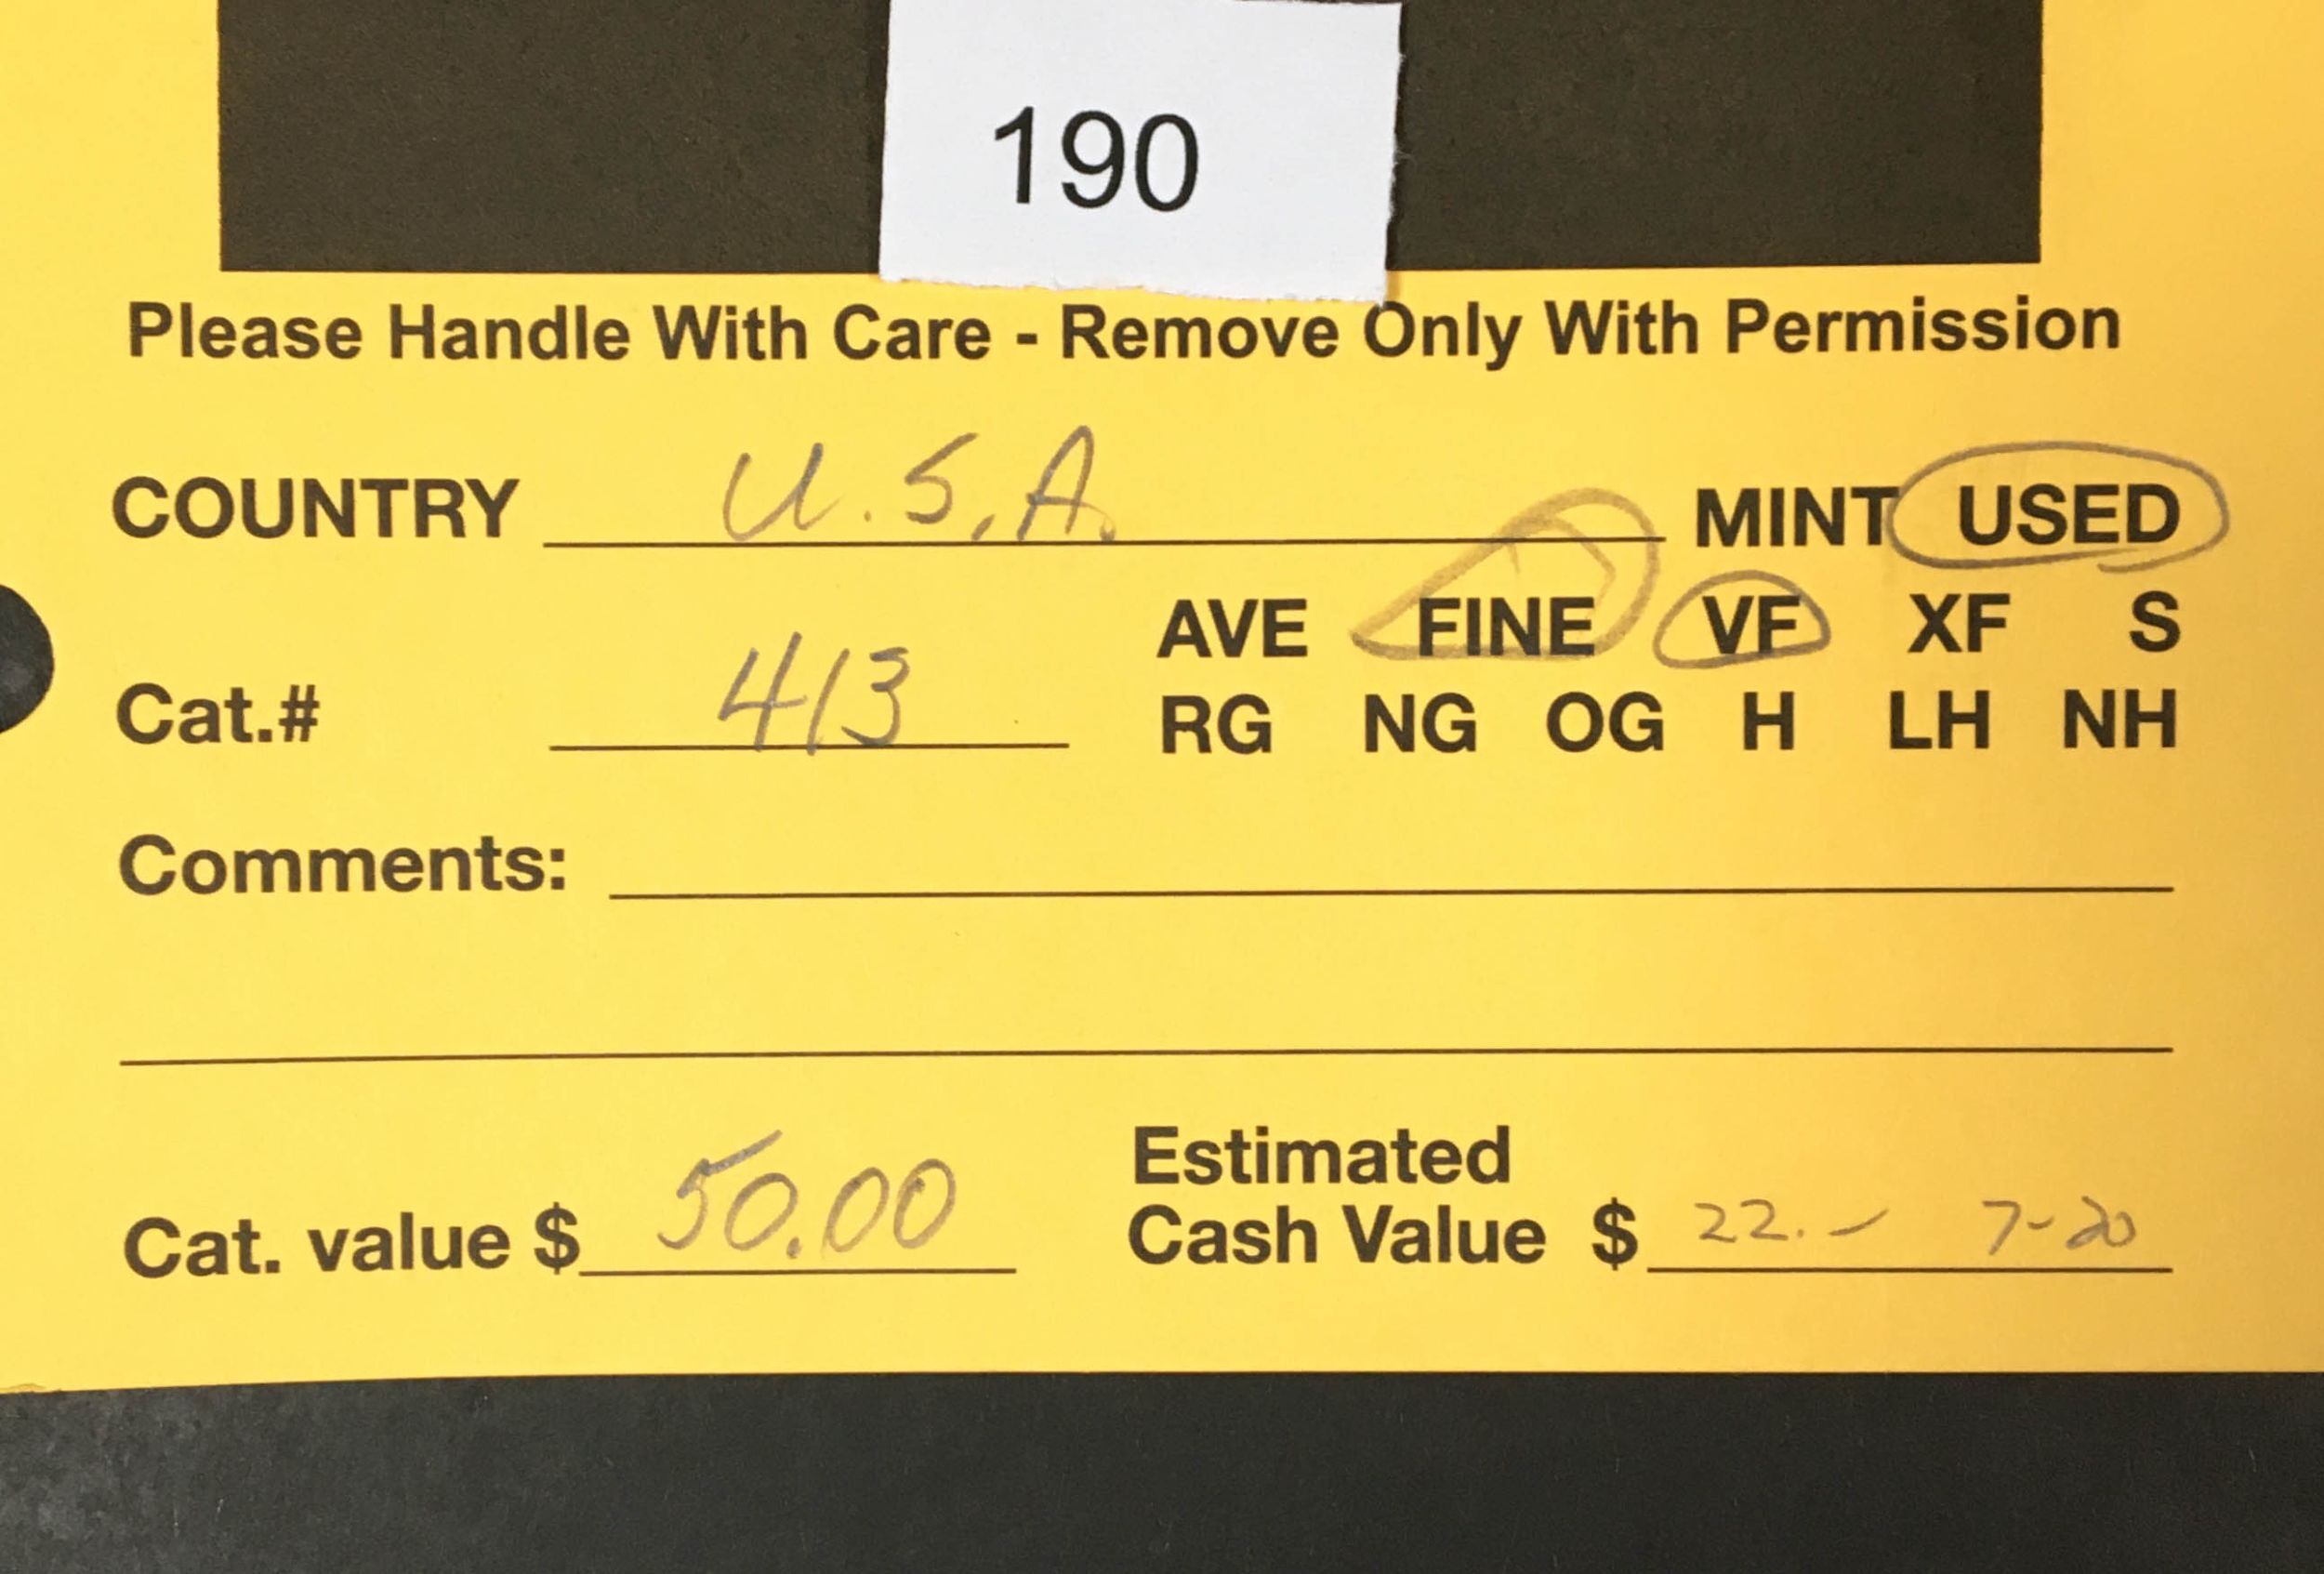 190
Please Handle With Care - Remove Only With Permission
COUNTRY U.S.A. MINT USED
AVE FINE VF XF S
Cat.# 413 RG NG OG H LH NH
Comments:
Estimated
Cat. value $ 50.00 Cash Value $ 22.- 7-20